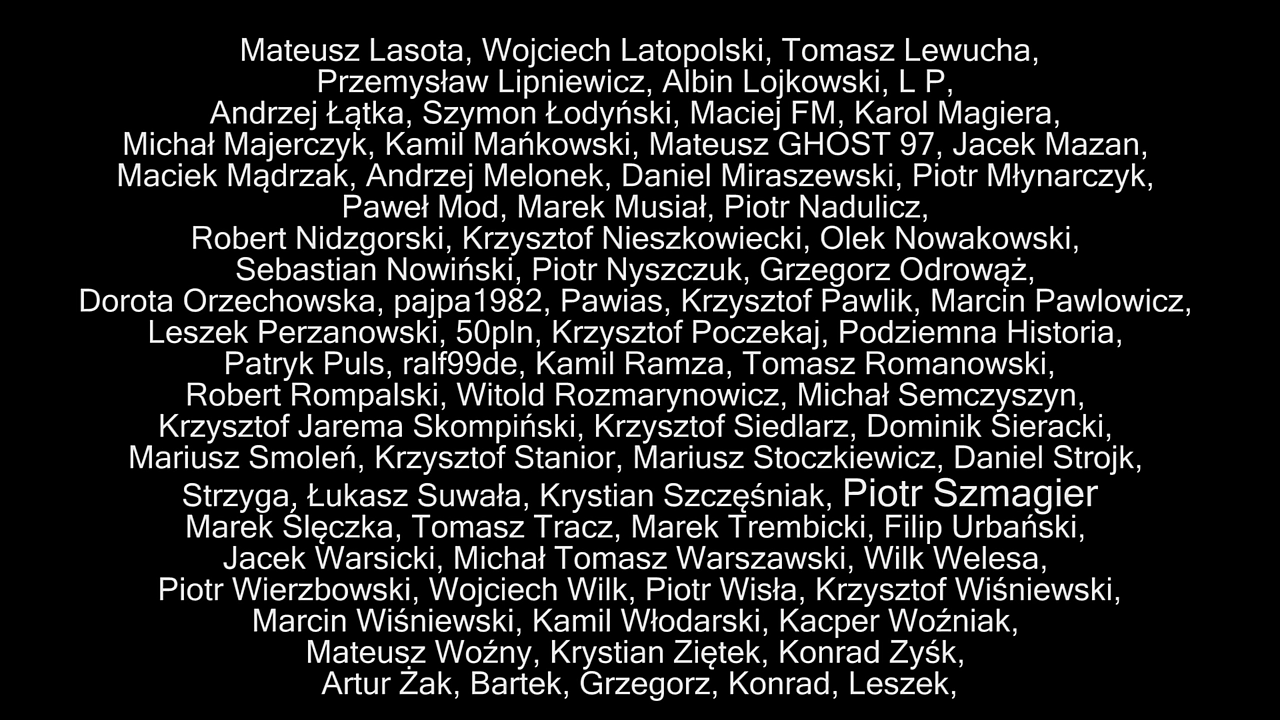 Mateusz Lasota, Wojciech Latopolski, Tomasz Lewucha,
Przemysław Lipniewicz, Albin Lojkowski, L P,
Andrzej Łątka, Szymon Łodyński, Maciej FM, Karol Magiera,
Michał Majerczyk, Kamil Mańkowski, Mateusz GHOST 97, Jacek Mazan,
Maciek Mądrzak, Andrzej Melonek, Daniel Miraszewski, Piotr Młynarczyk,
Paweł Mod, Marek Musiał, Piotr Nadulicz,
Robert Nidzgorski, Krzysztof Nieszkowiecki, Olek Nowakowski,
Sebastian Nowiński, Piotr Nyszczuk, Grzegorz Odrowąż,
Dorota Orzechowska, pajpa1982, Pawias, Krzysztof Pawlik, Marcin Pawlowicz,
Leszek Perzanowski, 50pln, Krzysztof Poczekaj, Podziemna Historia,
Patryk Puls, ralf99de, Kamil Ramza, Tomasz Romanowski,
Robert Rompalski, Witold Rozmarynowicz, Michał Semczyszyn,
Krzysztof Jarema Skompiński, Krzysztof Siedlarz, Dominik Sieracki,
Mariusz Smoleń, Krzysztof Stanior, Mariusz Stoczkiewicz, Daniel Strojk,
Strzyga, Łukasz Suwała, Krystian Szczęśniak, Piotr Szmagier
Marek Ślęczka, Tomasz Tracz, Marek Trembicki, Filip Urbański,
Jacek Warsicki, Michał Tomasz Warszawski, Wilk Welesa,
Piotr Wierzbowski, Wojciech Wilk, Piotr Wisła, Krzysztof Wiśniewski,
Marcin Wiśniewski, Kamil Włodarski, Kacper Woźniak,
Mateusz Woźny, Krystian Ziętek, Konrad Zyśk,
Artur Żak, Bartek, Grzegorz, Konrad, Leszek,